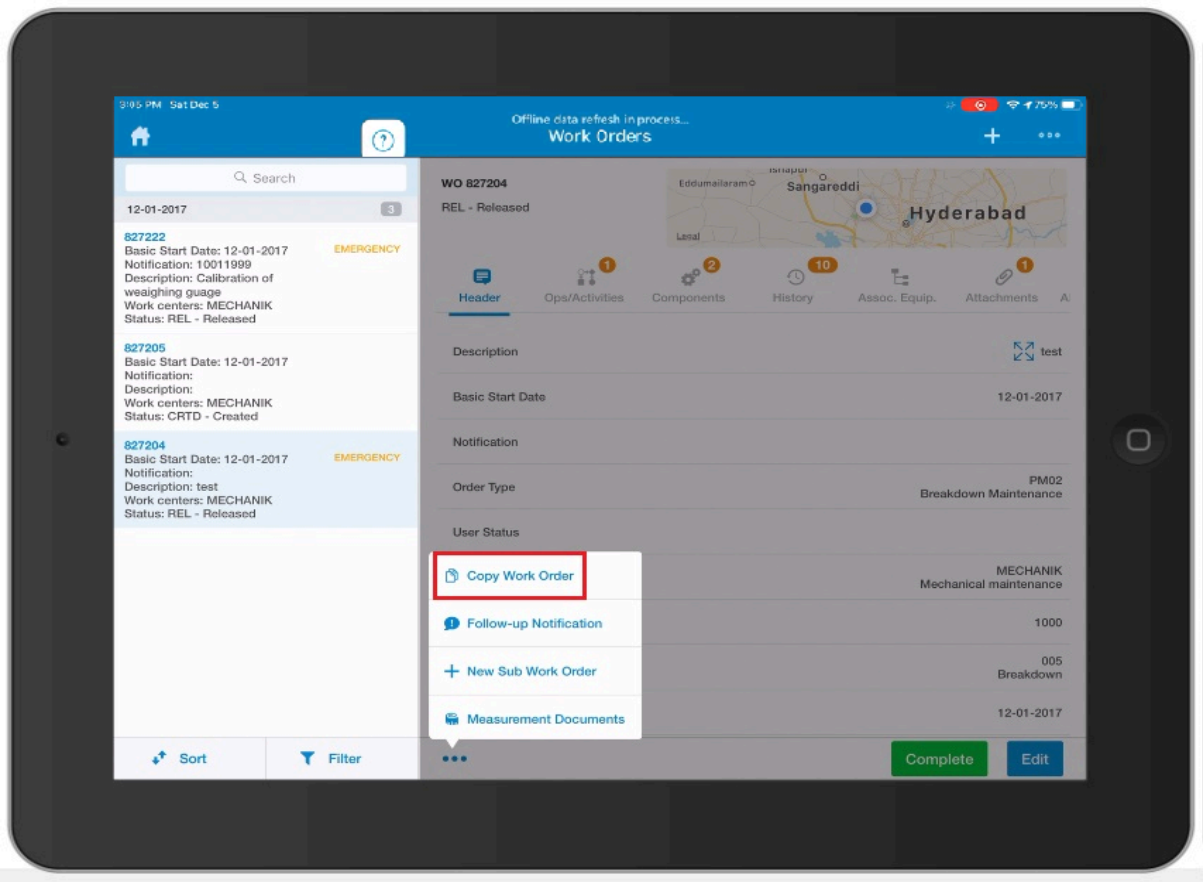 3:05 PM Sat Dec 5
75%
Offline data refresh in process...
Work Orders
Search
12-01-2017
3
827222
Basic Start Date: 12-01-2017
EMERGENCY
Notification: 10011999
Description: Calibration of
weaighing guage
Work centers: MECHANIK
Status: REL - Released
827205
Basic Start Date: 12-01-2017
Notification:
Description:
Work centers: MECHANIK
Status: CRTD - Created
827204
Basic Start Date: 12-01-2017
EMERGENCY
Notification:
Description: test
Work centers: MECHANIK
Status: REL - Released
Sort
Filter
WO 827204
REL - Released
Eddumailaram
Sangareddi
Hyderabad
Legal
Header
Ops/Activities
1
Components
2
History
10
Assoc. Equip.
Attachments
1
Description
test
Basic Start Date
12-01-2017
Notification
Order Type
PM02
Breakdown Maintenance
User Status
MECHANIK
Mechanical maintenance
1000
005
Breakdown
12-01-2017
Copy Work Order
Follow-up Notification
New Sub Work Order
Measurement Documents
Complete
Edit